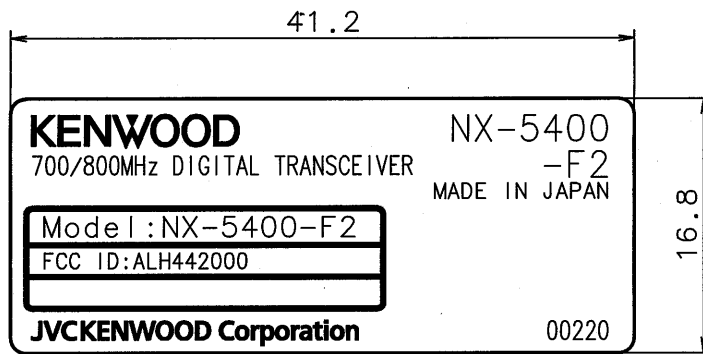 41.2
KENWOOD
NX-5400
-F2
700/800MHz DIGITAL TRANSCEIVER
MADE IN JAPAN
Model:NX-5400-F2
FCC ID:ALH442000
JVCKENWOOD Corporation
00220
16.8